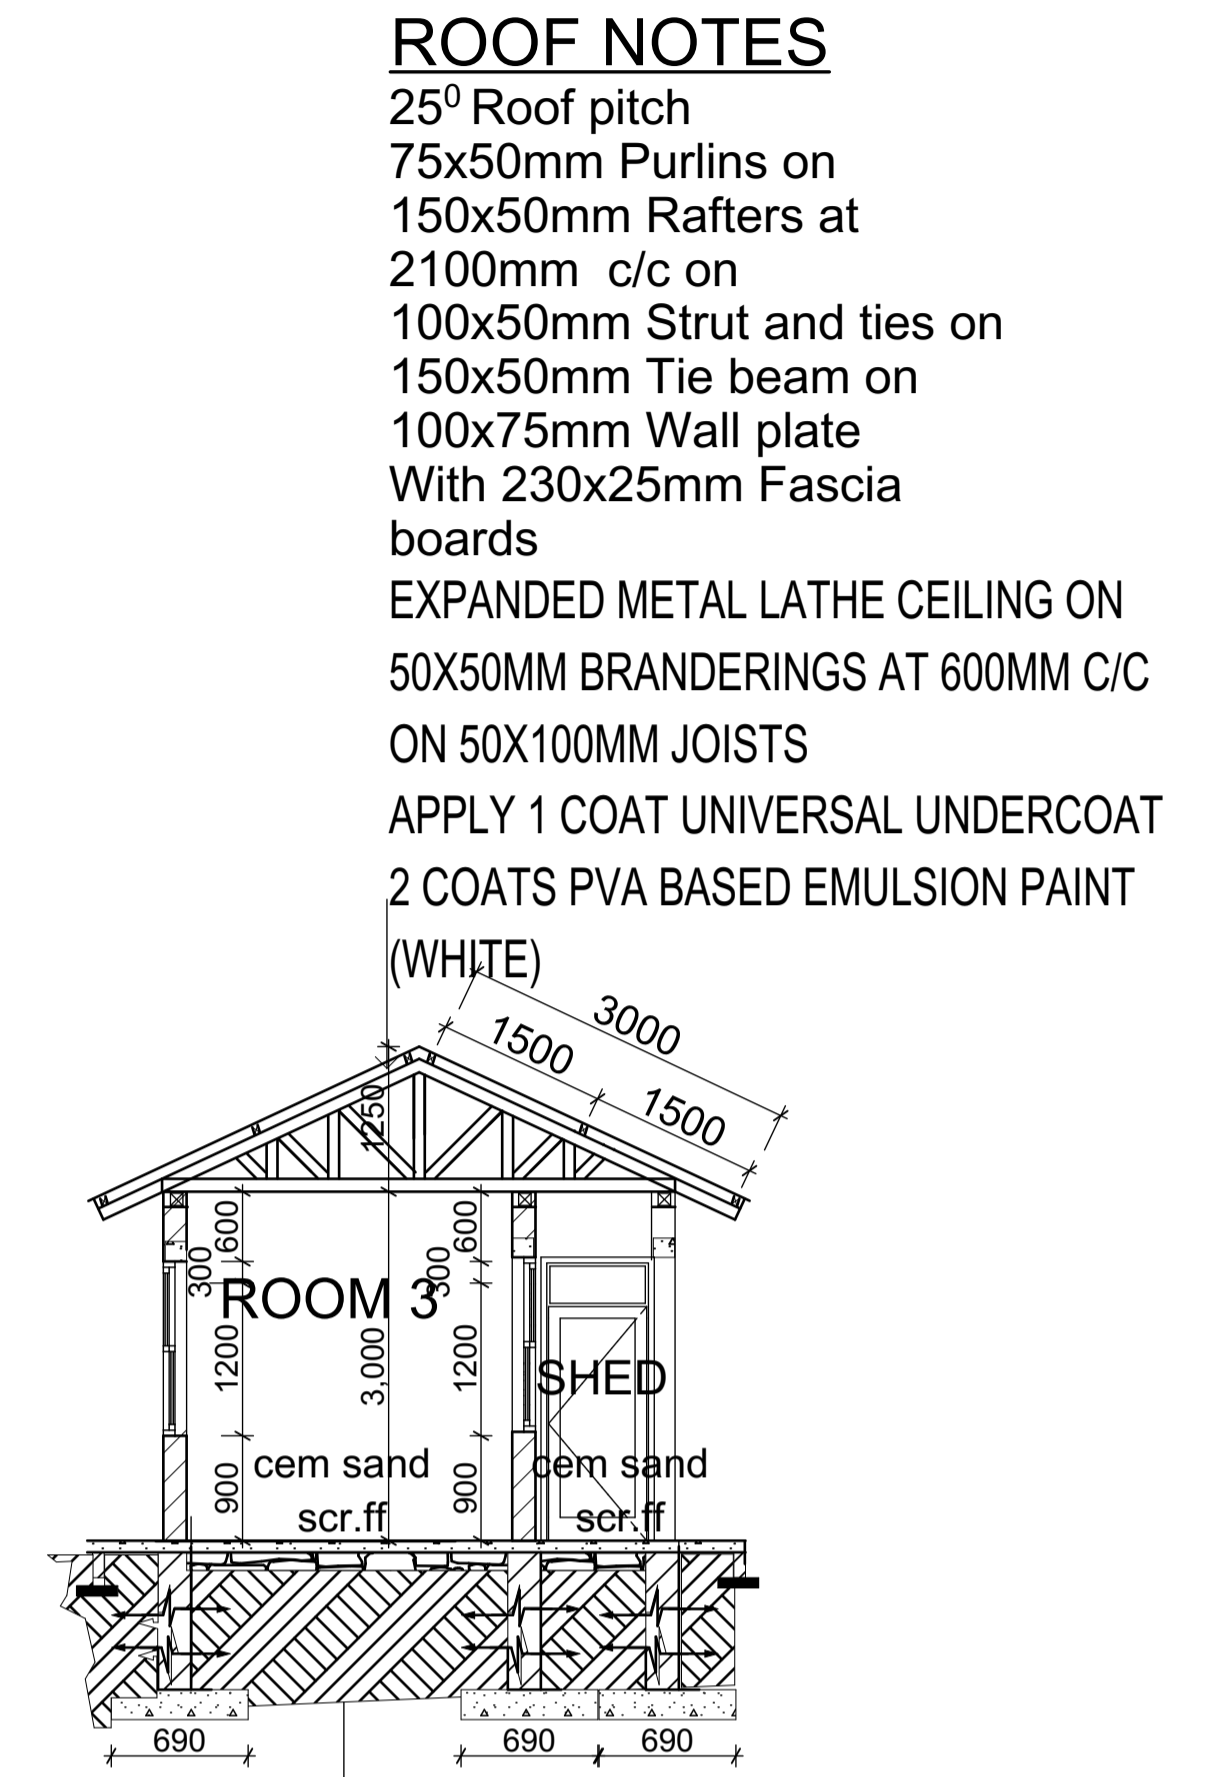 ROOF NOTES
25⁰ Roof pitch
75x50mm Purlins on
150x50mm Rafters at
2100mm c/c on
100x50mm Strut and ties on
150x50mm Tie beam on
100x75mm Wall plate
With 230x25mm Fascia
boards
EXPANDED METAL LATHE CEILING ON
50X50MM BRANDERINGS AT 600MM C/C
ON 50X100MM JOISTS
APPLY 1 COAT UNIVERSAL UNDERCOAT
2 COATS PVA BASED EMULSION PAINT
(WHITE)
3000
1500
1500
1250
600
600
300
300
ROOM 3
1200
3,000
1200
SHED
900
cem sand
scr.ff
900
cem sand
scr.ff
690
690
690